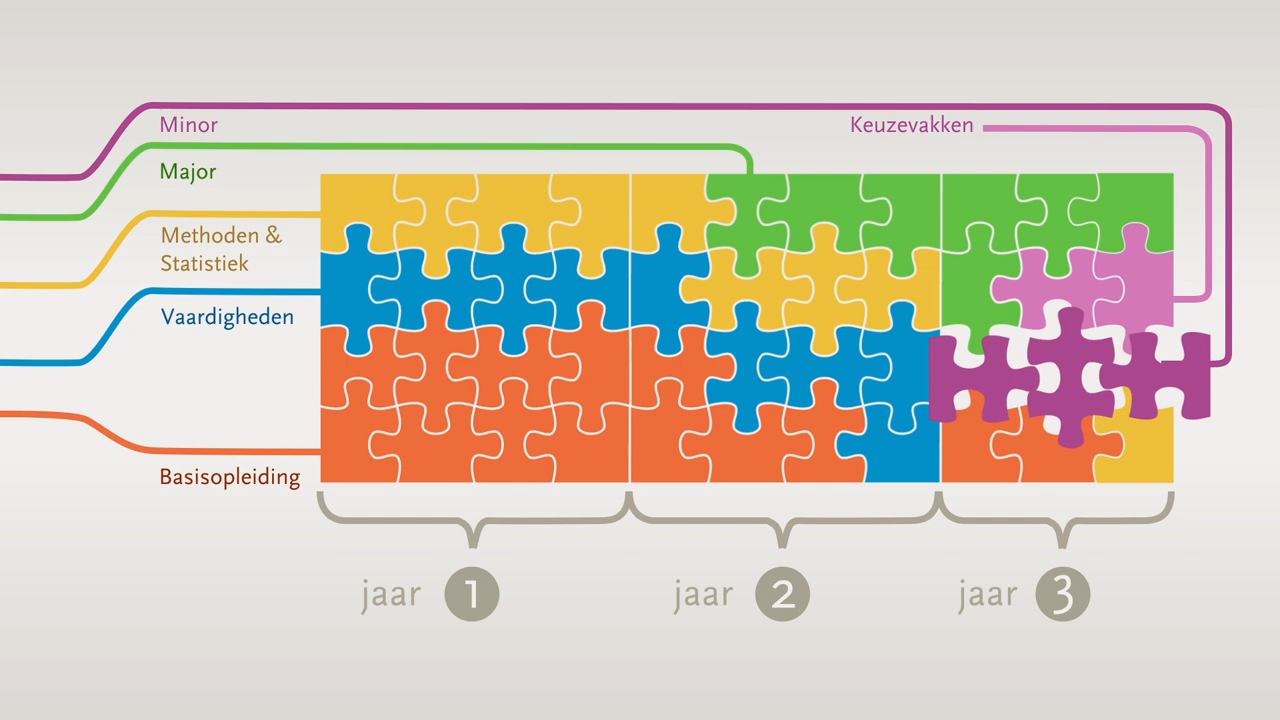 Minor
Keuzevakken
Major
Methoden &
Statistiek
Vaardigheden
Basisopleiding
jaar 1
jaar 2
jaar 3